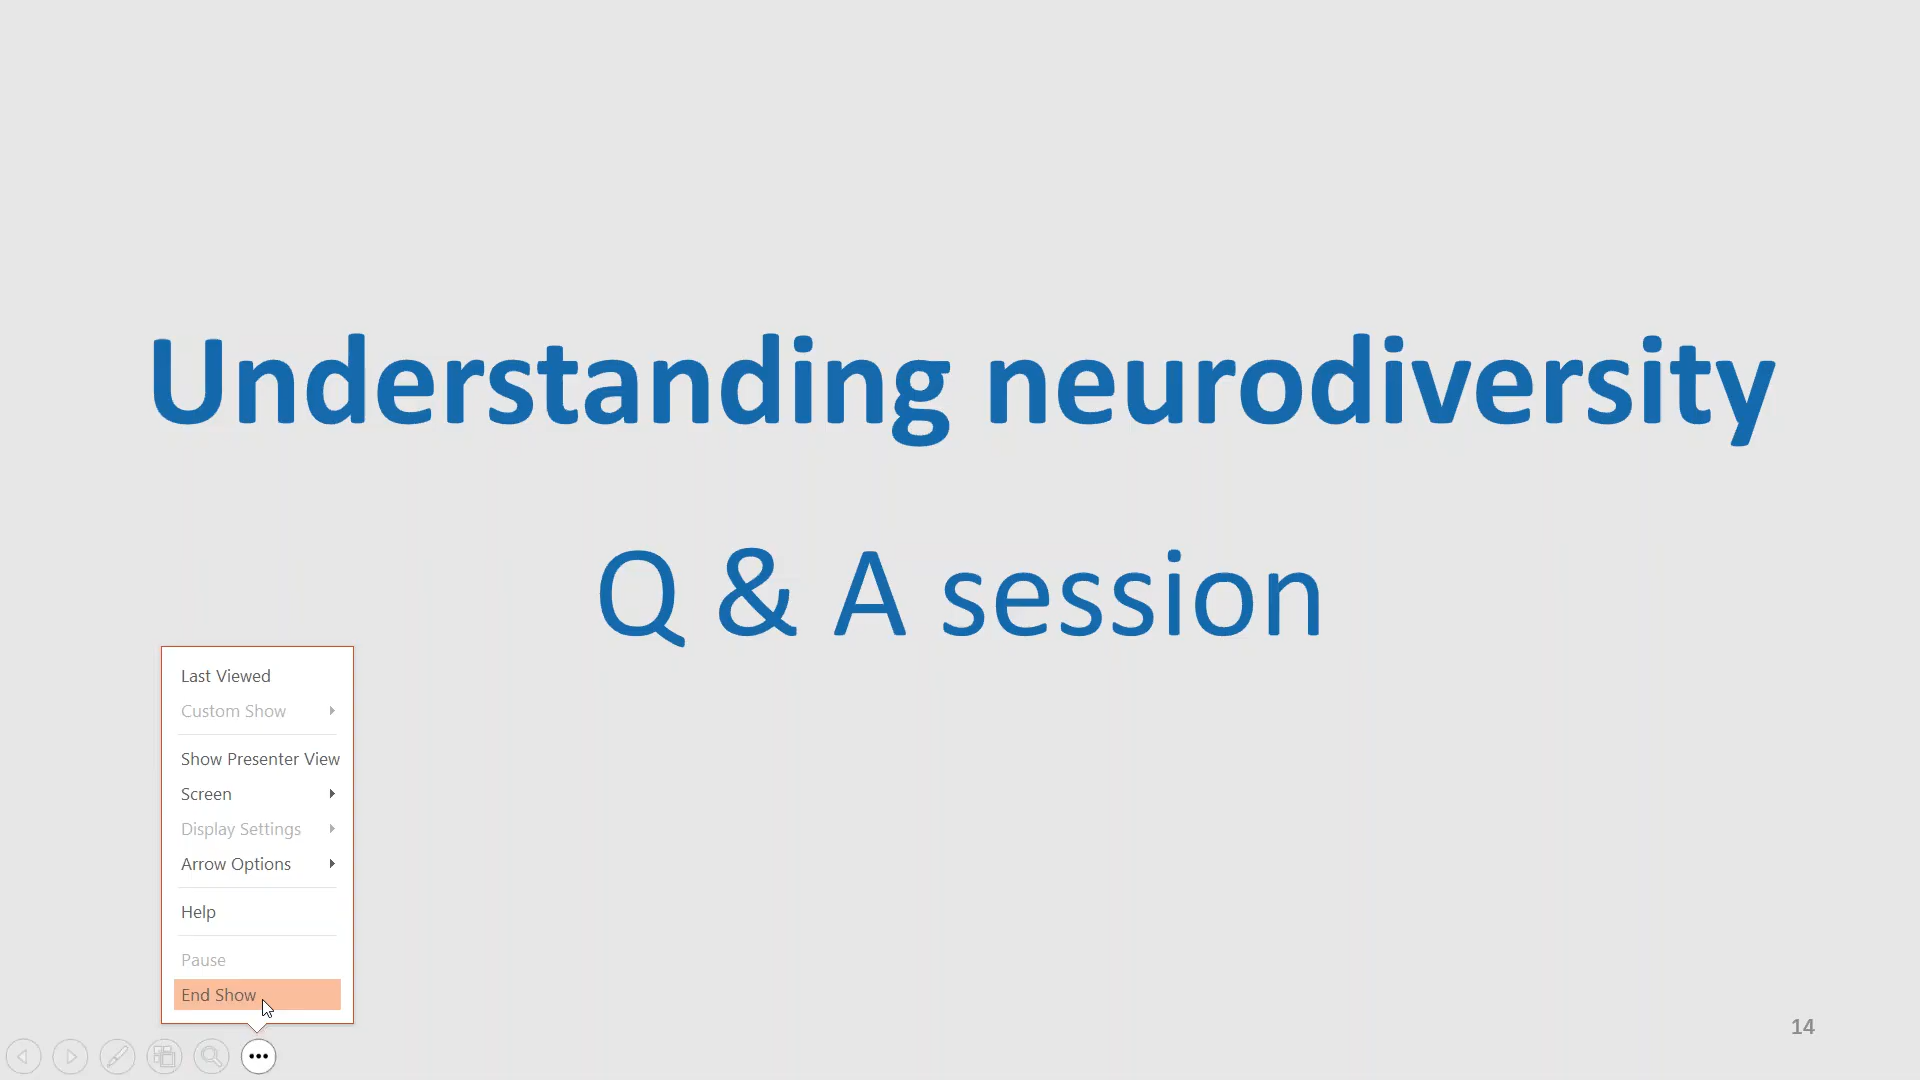 Understanding neurodiversity
Q & A session
Last Viewed
Custom Show
Show Presenter View
Screen
Display Settings
Arrow Options
Help
Pause
End Show
14